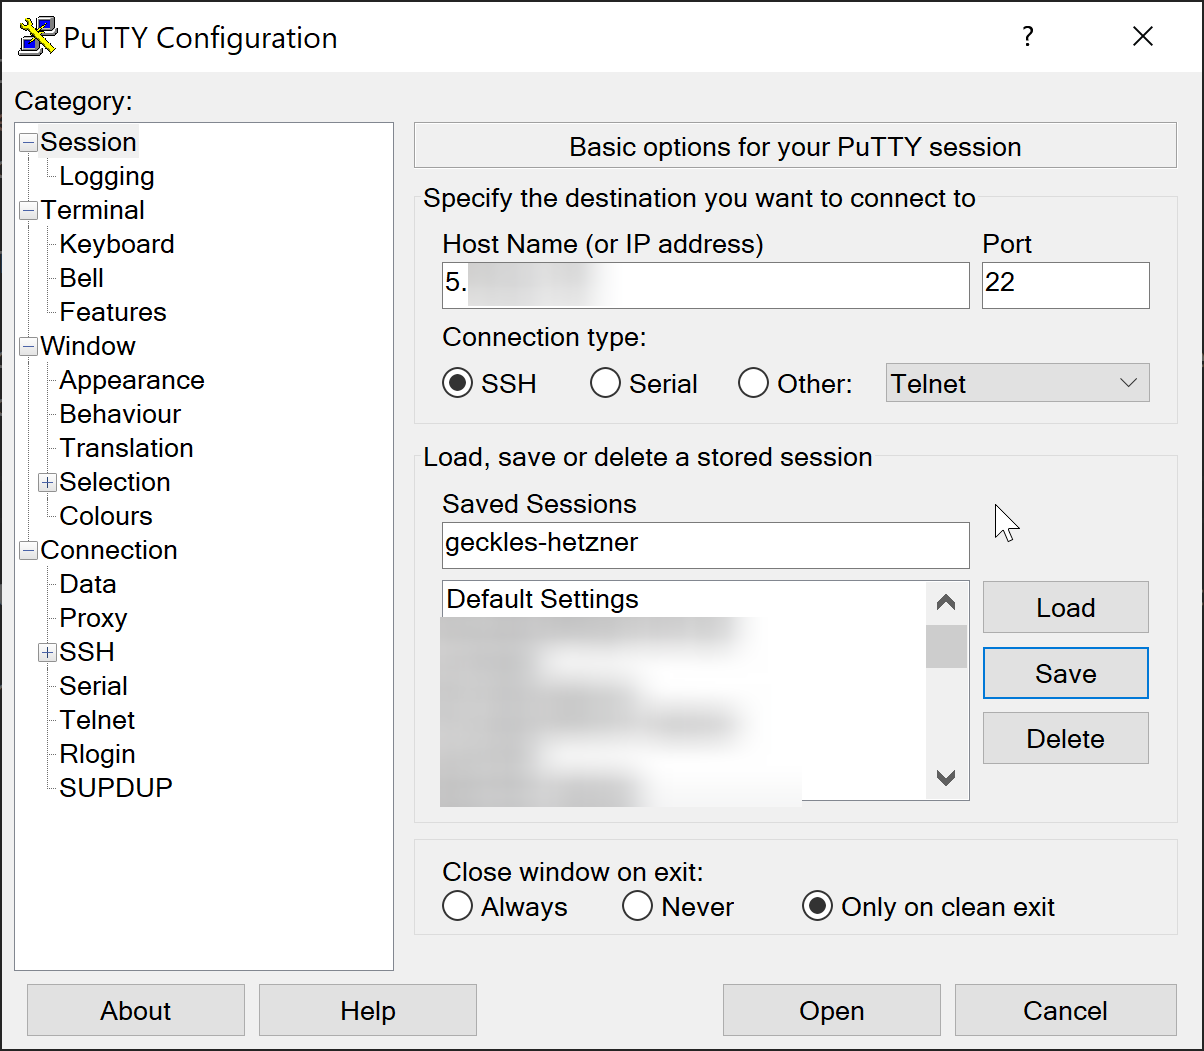 PuTTY Configuration
?
Category:
Session
Logging
Terminal
Keyboard
Bell
Features
Window
Appearance
Behaviour
Translation
Selection
Colours
Connection
Data
Proxy
SSH
Serial
Telnet
Rlogin
SUPDUP
Basic options for your PuTTY session
Specify the destination you want to connect to
Host Name (or IP address) Port
5. 22
Connection type:
SSH Serial Other: Telnet
Load, save or delete a stored session
Saved Sessions
geckles-hetzner
Default Settings
Load
Save
Delete
Close window on exit:
Always Never Only on clean exit
About Help Open Cancel